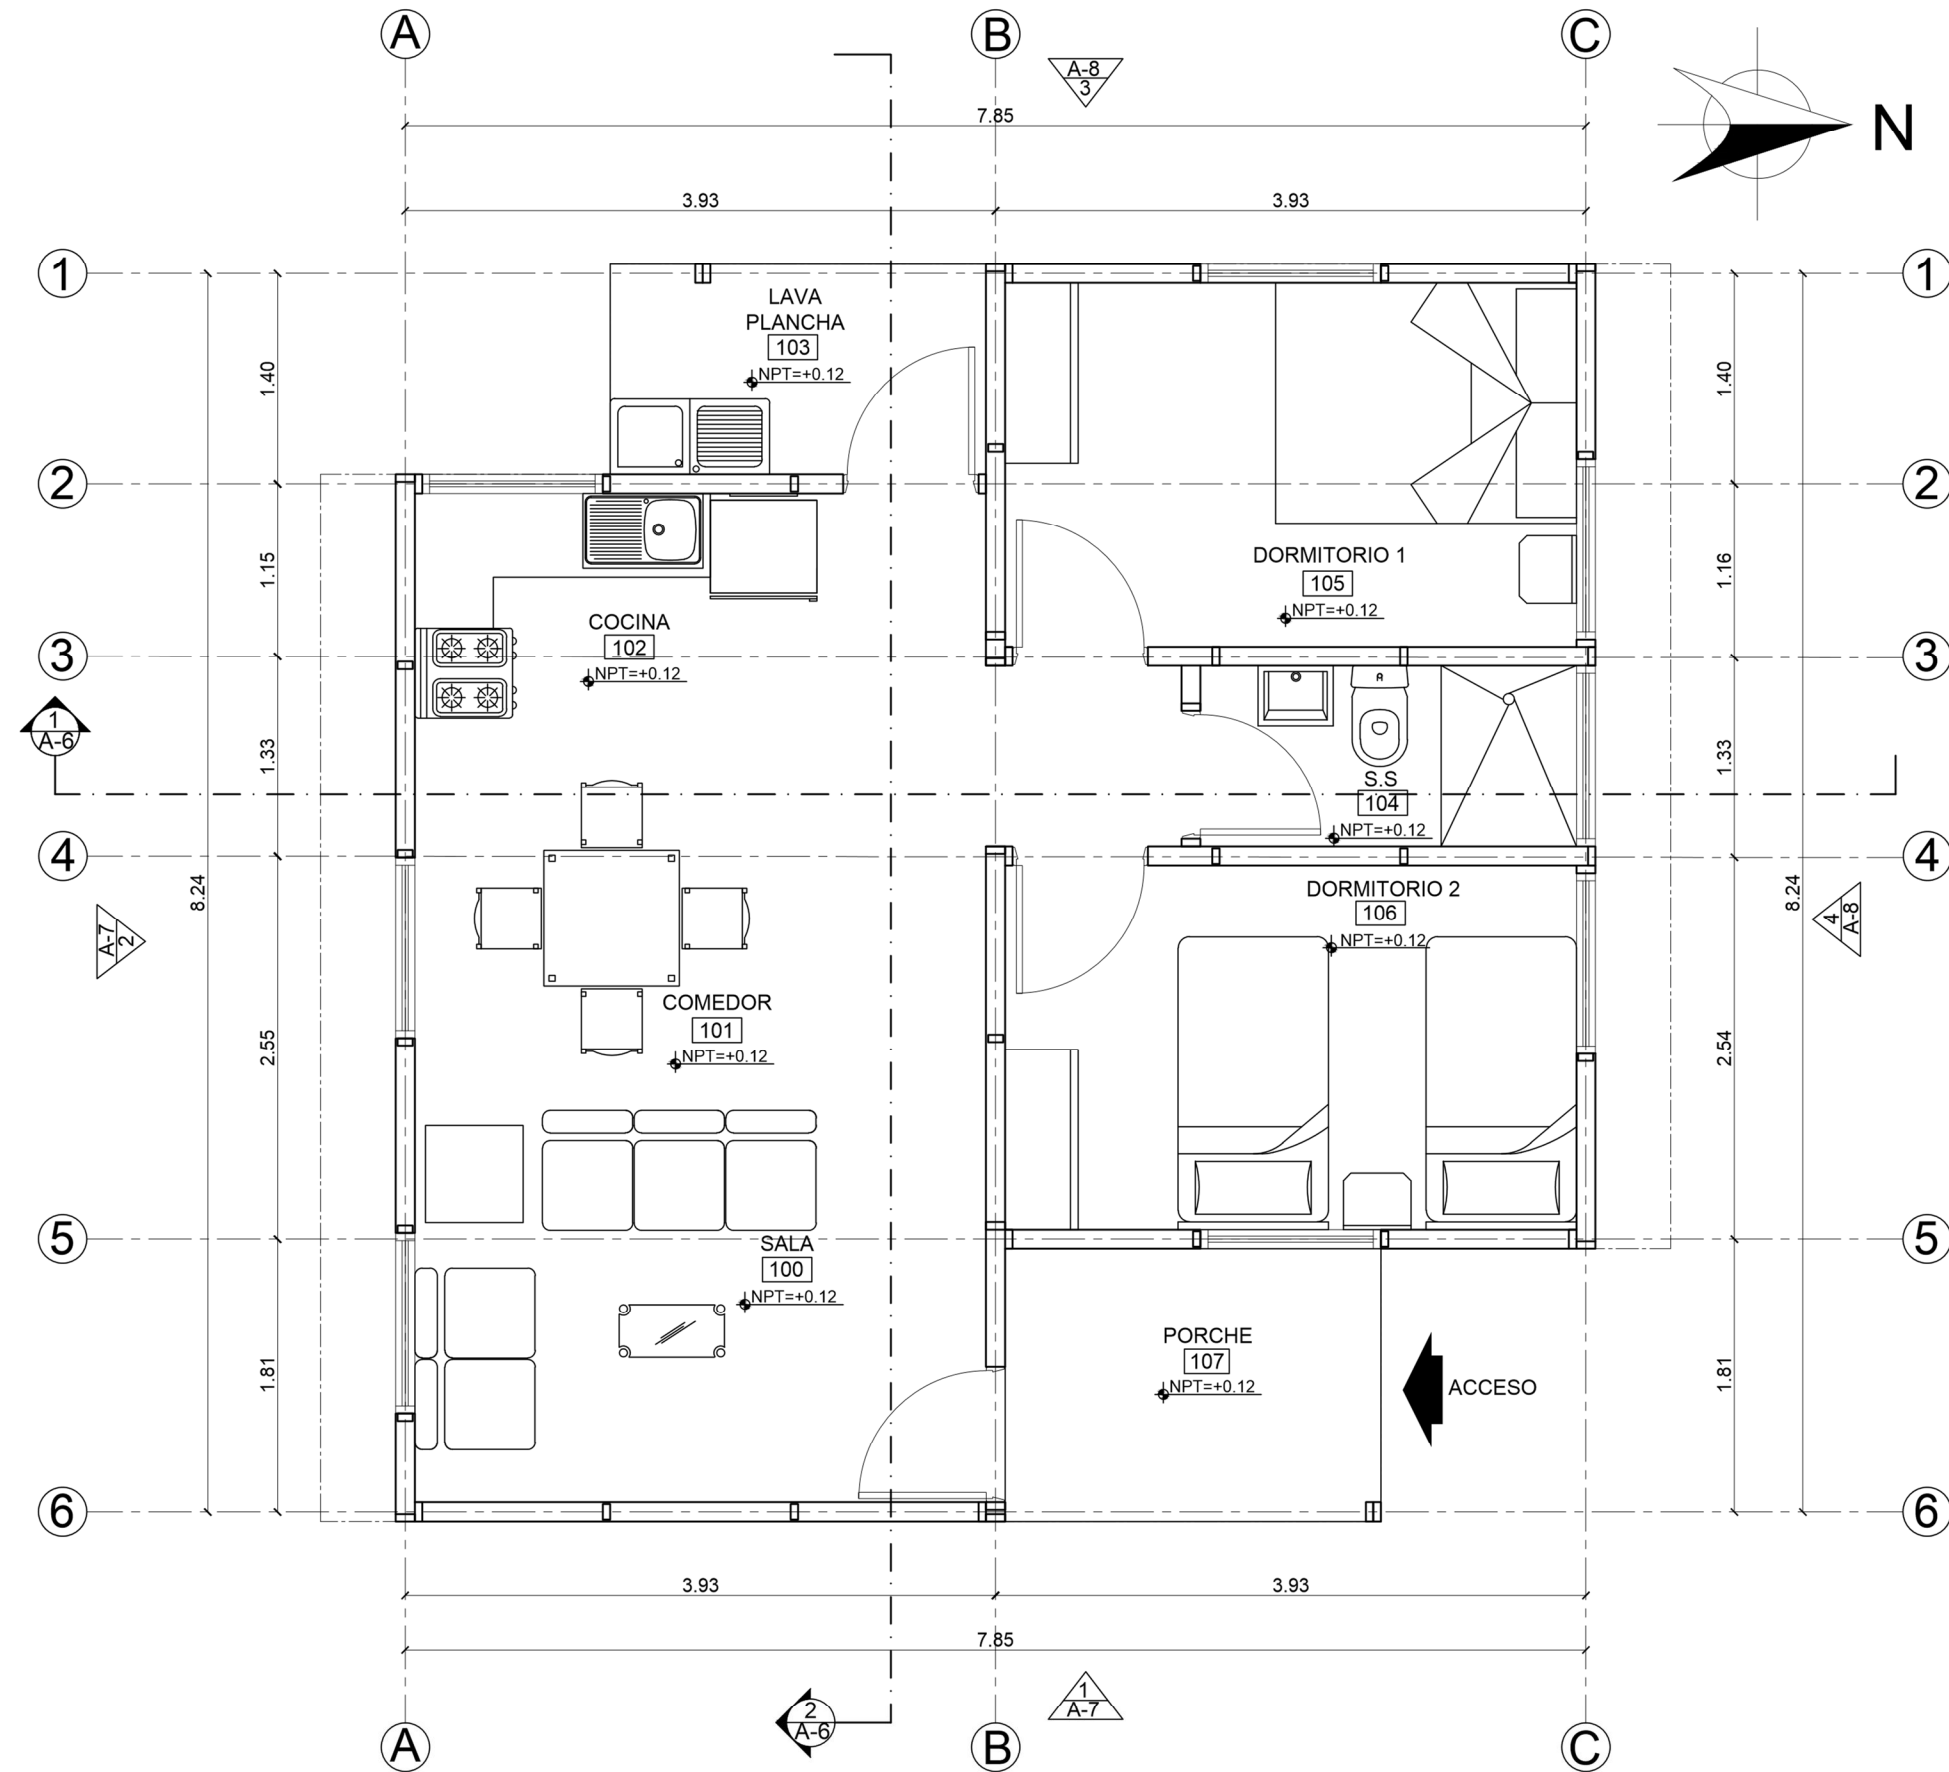 A
B
C
A-8
3
7.85
N
3.93
3.93
1
1
LAVA
PLANCHA
103
NPT=+0.12
1.40
1.40
2
2
1.15
DORMITORIO 1
105
NPT=+0.12
1.16
COCINA
102
NPT=+0.12
3
3
A
1
A-6
1.33
1.33
S.S
104
NPT=+0.12
4
4
8.24
8.24
DORMITORIO 2
106
NPT=+0.12
A-7
2
4
A-8
COMEDOR
101
NPT=+0.12
2.55
2.54
5
5
SALA
100
NPT=+0.12
PORCHE
107
NPT=+0.12
ACCESO
1.81
1.81
6
6
3.93
3.93
7.85
2
A-6
1
A-7
A
B
C